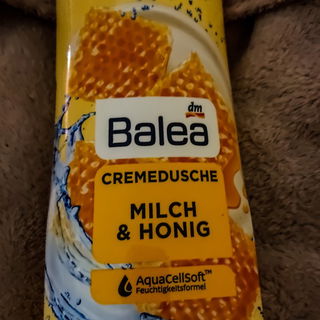 dm
Balea
CREMEDUSCHE
MILCH
& HONIG
AquaCellSoft™
Feuchtigkeitsformel